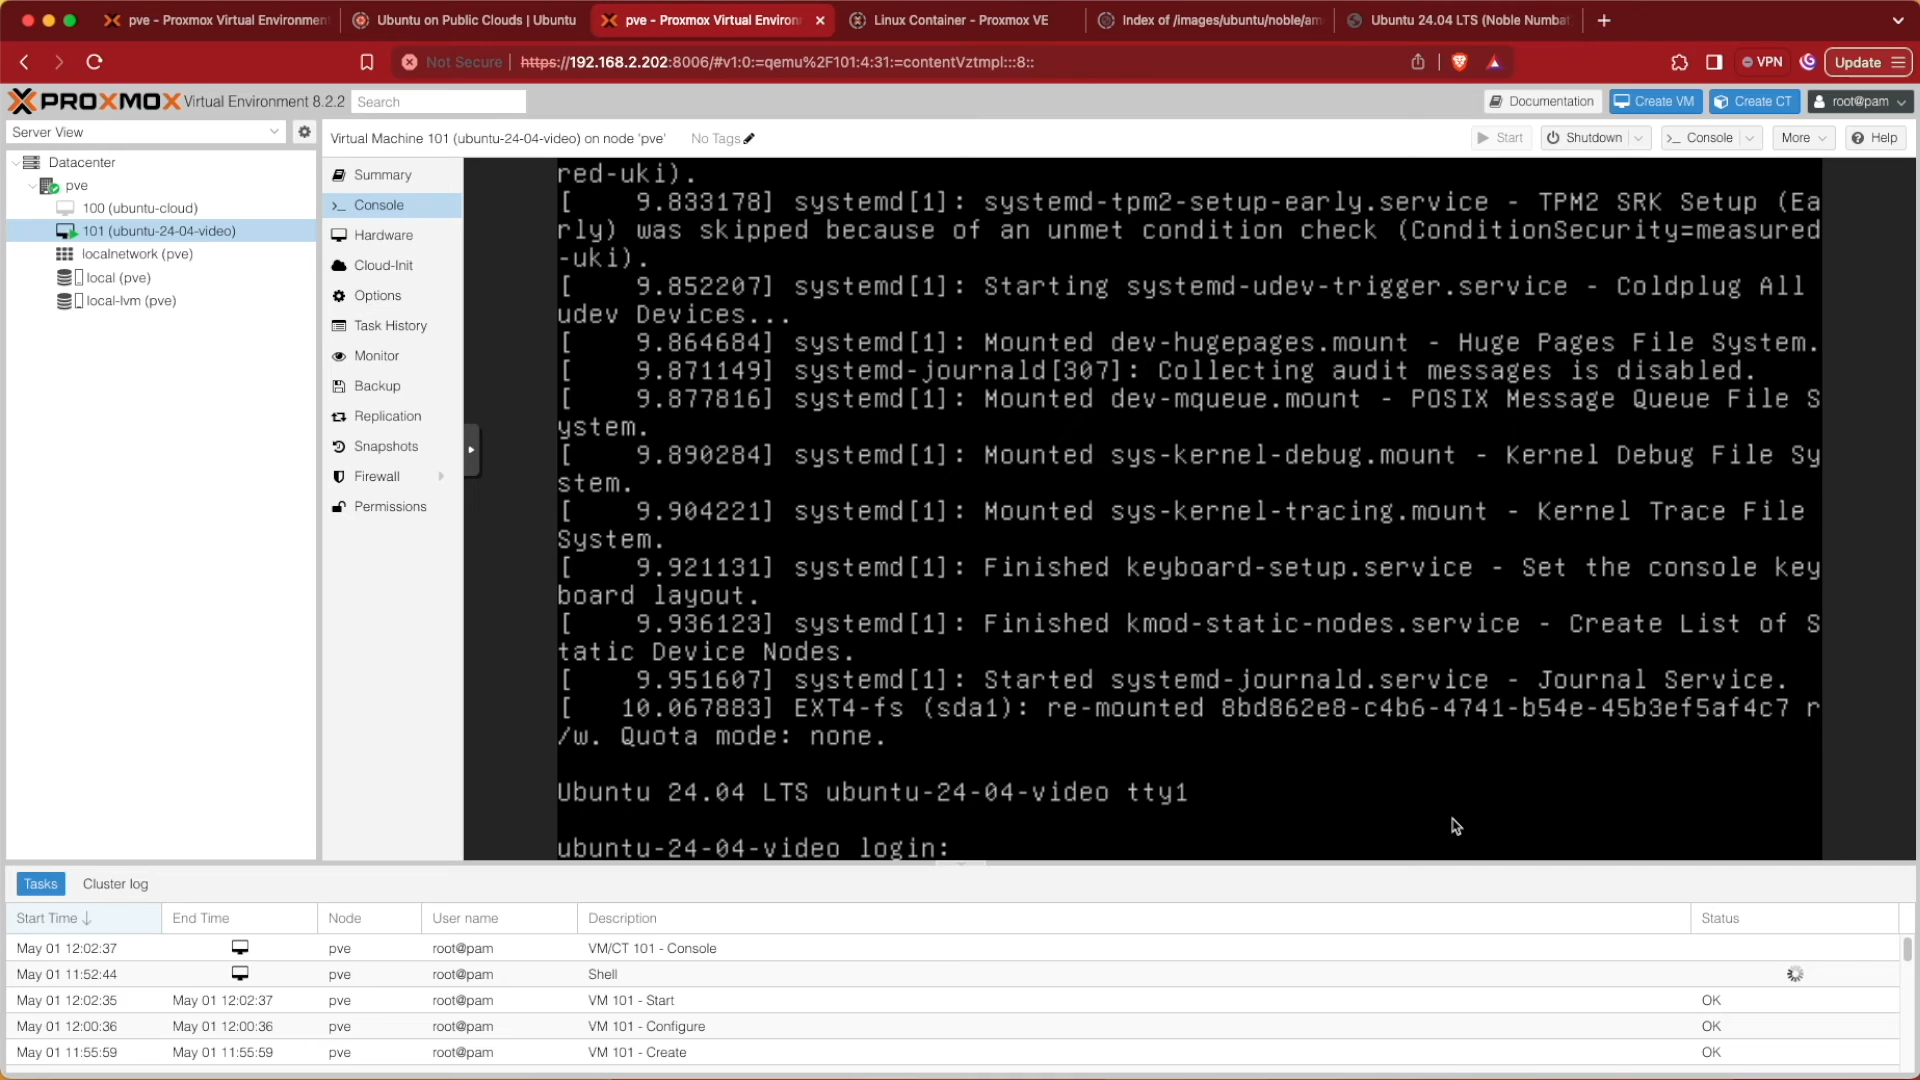 pve - Proxmox Virtual Environment
Ubuntu on Public Clouds | Ubuntu
pve - Proxmox Virtual Environ
Linux Container - Proxmox VE
Index of /images/ubuntu/noble/am
Ubuntu 24.04 LTS (Noble Numbat
Not Secure
https://192.168.2.202:8006/#v1:0:=qemu%2F101:4:31:=contentVztmpl:::8::
VPN
Update
PROXMOX Virtual Environment 8.2.2
Search
Documentation
Create VM
Create CT
root@pam
Server View
Virtual Machine 101 (ubuntu-24-04-video) on node 'pve'
No Tags
Start
Shutdown
>_ Console
More
Help
Datacenter
pve
100 (ubuntu-cloud)
101 (ubuntu-24-04-video)
localnetwork (pve)
local (pve)
local-lvm (pve)
Summary
>_ Console
Hardware
Cloud-Init
Options
Task History
Monitor
Backup
Replication
Snapshots
Firewall
Permissions
red-uki).
[    9.833178] systemd[1]: systemd-tpm2-setup-early.service - TPM2 SRK Setup (Ea
rly) was skipped because of an unmet condition check (ConditionSecurity=measured
-uki).
[    9.852207] systemd[1]: Starting systemd-udev-trigger.service - Coldplug All
udev Devices...
[    9.864684] systemd[1]: Mounted dev-hugepages.mount - Huge Pages File System.
[    9.871149] systemd-journald[307]: Collecting audit messages is disabled.
[    9.877816] systemd[1]: Mounted dev-mqueue.mount - POSIX Message Queue File S
ystem.
[    9.890284] systemd[1]: Mounted sys-kernel-debug.mount - Kernel Debug File Sy
stem.
[    9.904221] systemd[1]: Mounted sys-kernel-tracing.mount - Kernel Trace File
System.
[    9.921131] systemd[1]: Finished keyboard-setup.service - Set the console key
board layout.
[    9.936123] systemd[1]: Finished kmod-static-nodes.service - Create List of S
tatic Device Nodes.
[    9.951607] systemd[1]: Started systemd-journald.service - Journal Service.
[   10.067883] EXT4-fs (sda1): re-mounted 8bd862e8-c4b6-4741-b54e-45b3ef5af4c7 r
/w. Quota mode: none.
Ubuntu 24.04 LTS ubuntu-24-04-video tty1
ubuntu-24-04-video login:
Tasks
Cluster log
Start Time ↓
End Time
Node
User name
Description
Status
May 01 12:02:37
pve
root@pam
VM/CT 101 - Console
May 01 11:52:44
pve
root@pam
Shell
May 01 12:02:35
May 01 12:02:37
pve
root@pam
VM 101 - Start
OK
May 01 12:00:36
May 01 12:00:36
pve
root@pam
VM 101 - Configure
OK
May 01 11:55:59
May 01 11:55:59
pve
root@pam
VM 101 - Create
OK